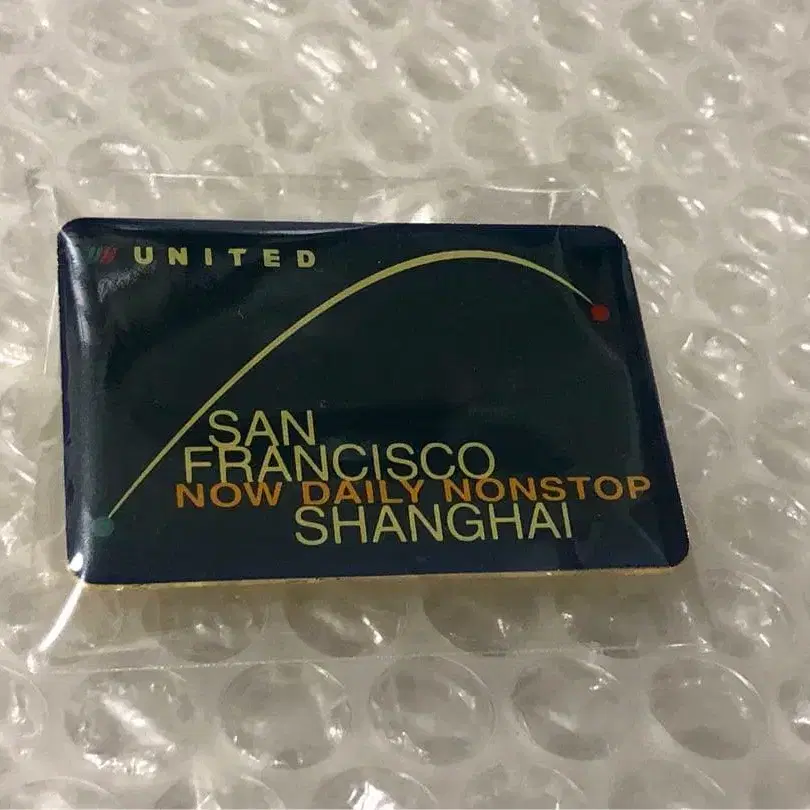 UNITED
SAN
FRANCISCO
NOW DAILY NONSTOP
SHANGHAI